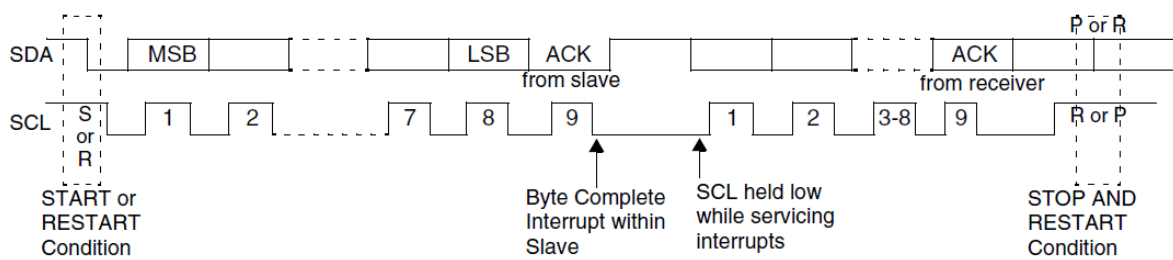 P or R
SDA MSB LSB ACK ACK
from slave from receiver
SCL S or R 1 2 7 8 9 1 2 3-8 9 R or P
START or
RESTART
Condition
Byte Complete
Interrupt within
Slave
SCL held low
while servicing
interrupts
STOP AND
RESTART
Condition